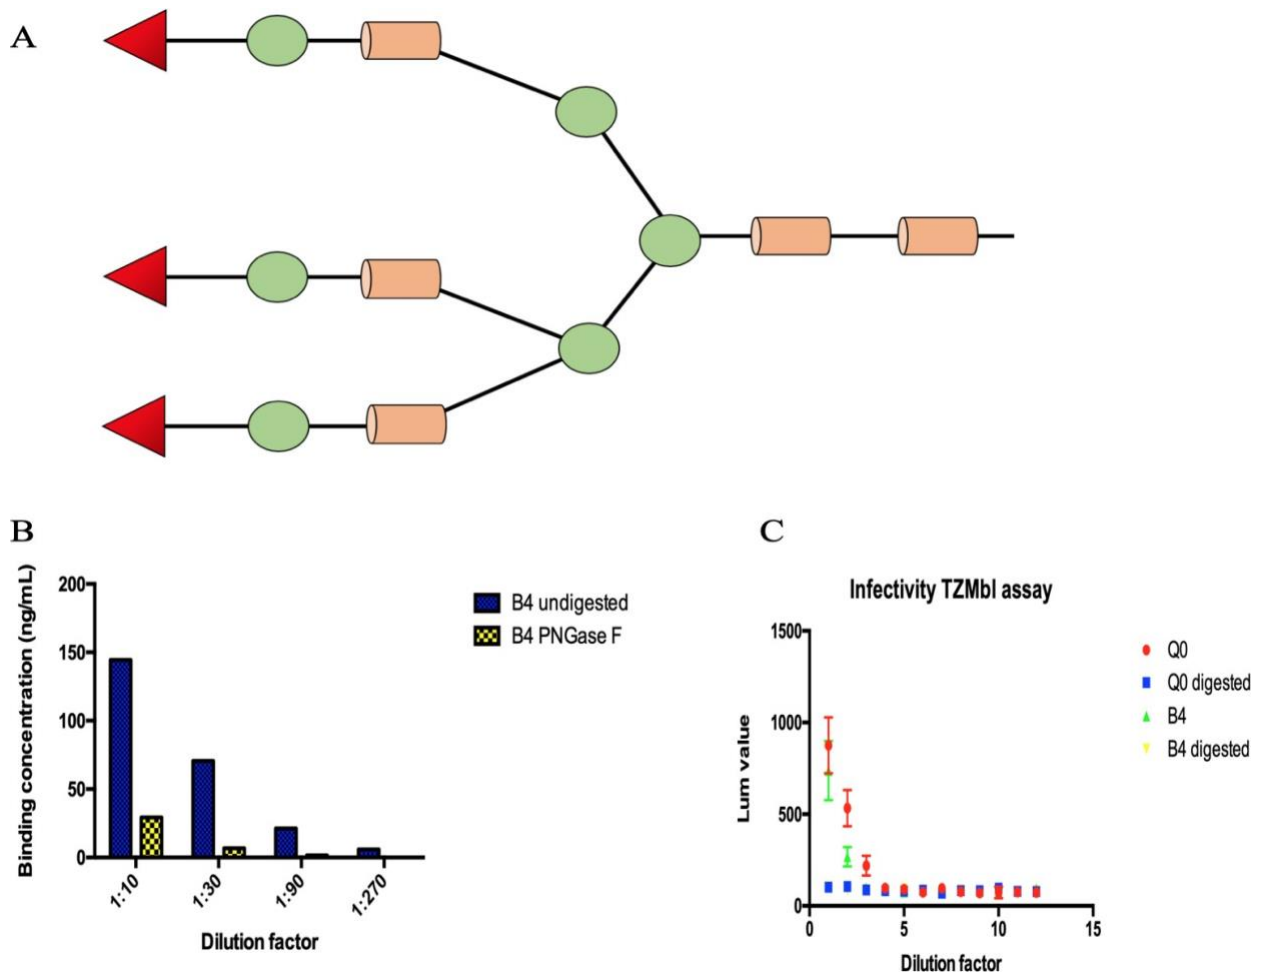 A
B
Binding concentration (ng/mL)
200
150
100
50
0
1:10
1:30
1:90
1:270
Dilution factor
B4 undigested
B4 PNGase F
C
Infectivity TZMbl assay
Lum value
1500
1000
500
0
0
5
10
15
Dilution factor
Q0
Q0 digested
B4
B4 digested